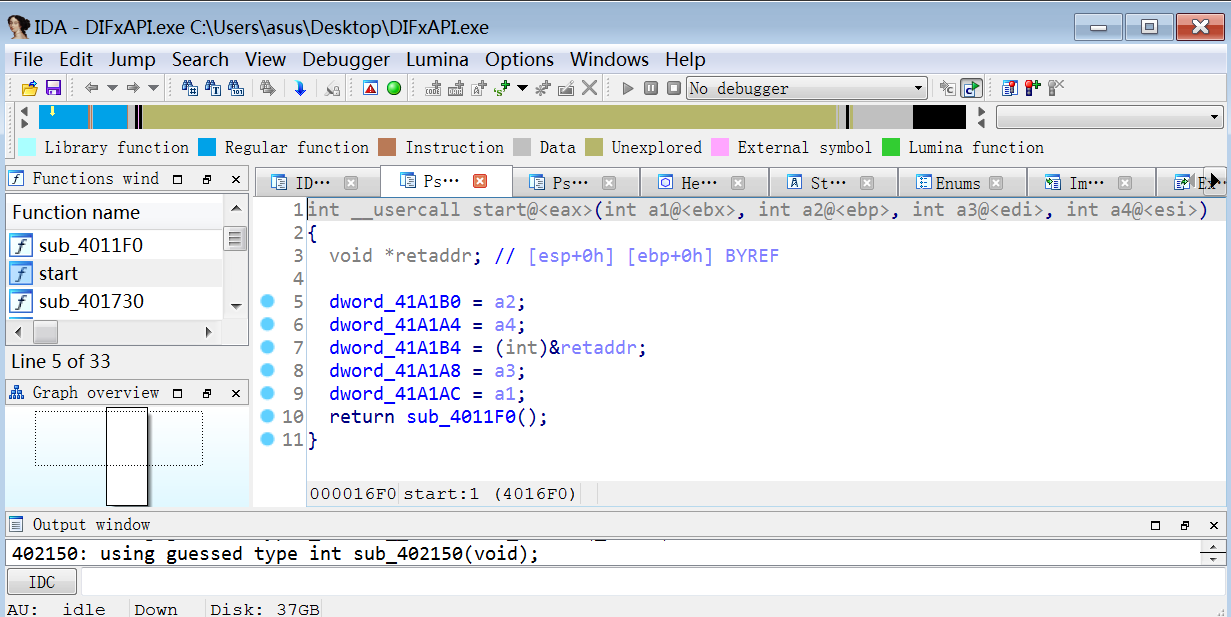 IDA - DIFxAPI.exe C:\Users\asus\Desktop\DIFxAPI.exe
File Edit Jump Search View Debugger Lumina Options Windows Help
No debugger
Library function Regular function Instruction Data Unexplored External symbol Lumina function
Functions wind
ID… Ps… Ps… He… St… Enums Im… Ex…
Function name
sub_4011F0
start
sub_401730
Line 5 of 33
Graph overview
1 int __usercall start@<eax>(int a1@<ebx>, int a2@<ebp>, int a3@<edi>, int a4@<esi>)
2 {
3 void *retaddr; // [esp+0h] [ebp+0h] BYREF
4
5 dword_41A1B0 = a2;
6 dword_41A1A4 = a4;
7 dword_41A1B4 = (int)&retaddr;
8 dword_41A1A8 = a3;
9 dword_41A1AC = a1;
10 return sub_4011F0();
11 }
000016F0 start:1 (4016F0)
Output window
402150: using guessed type int sub_402150(void);
IDC
AU: idle Down Disk: 37GB